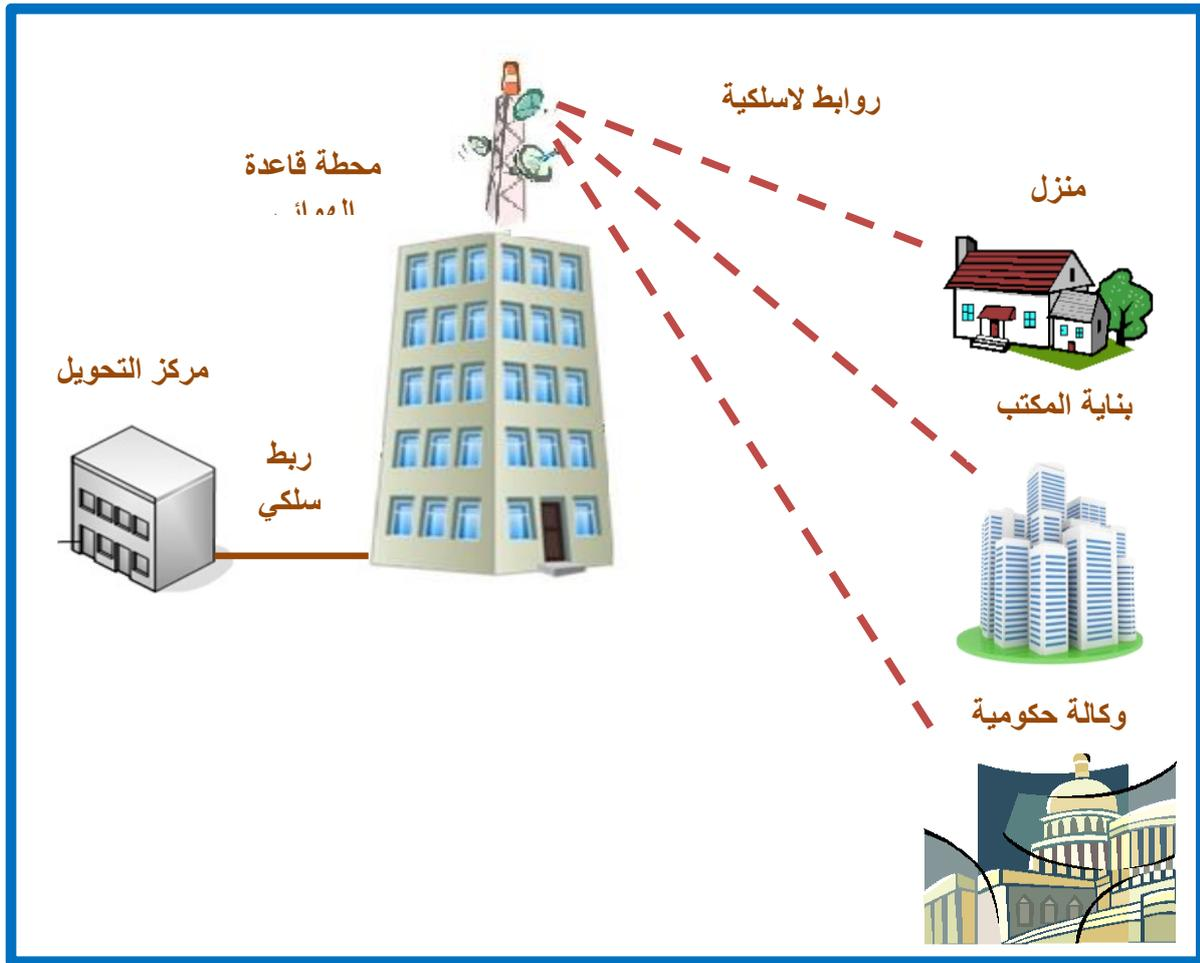 روابط لاسلكية
محطة قاعدة
منزل
مركز التحويل
بناية المكتب
ربط
سلكي
وكالة حكومية